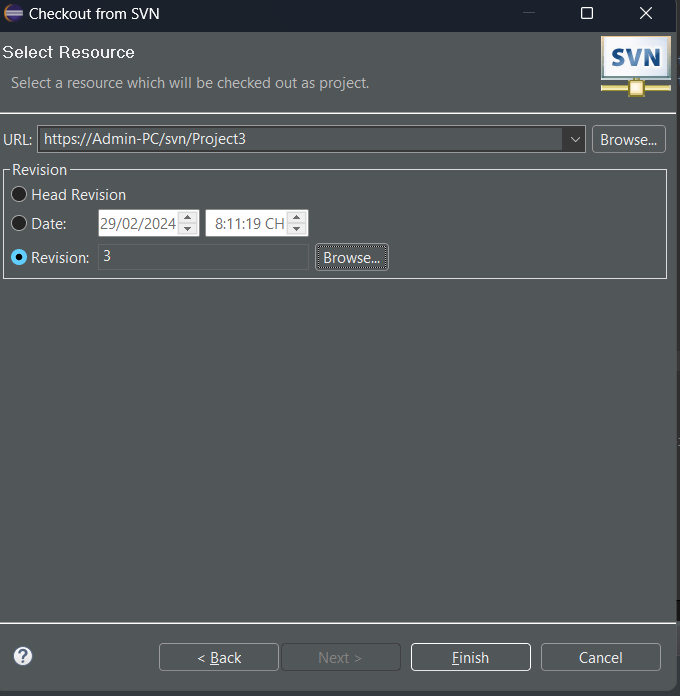 Checkout from SVN
Select Resource
Select a resource which will be checked out as project.
SVN
URL: https://Admin-PC/svn/Project3 Browse...
Revision
Head Revision
Date: 29/02/2024 8:11:19 CH
Revision: 3 Browse...
? < Back Next > Finish Cancel